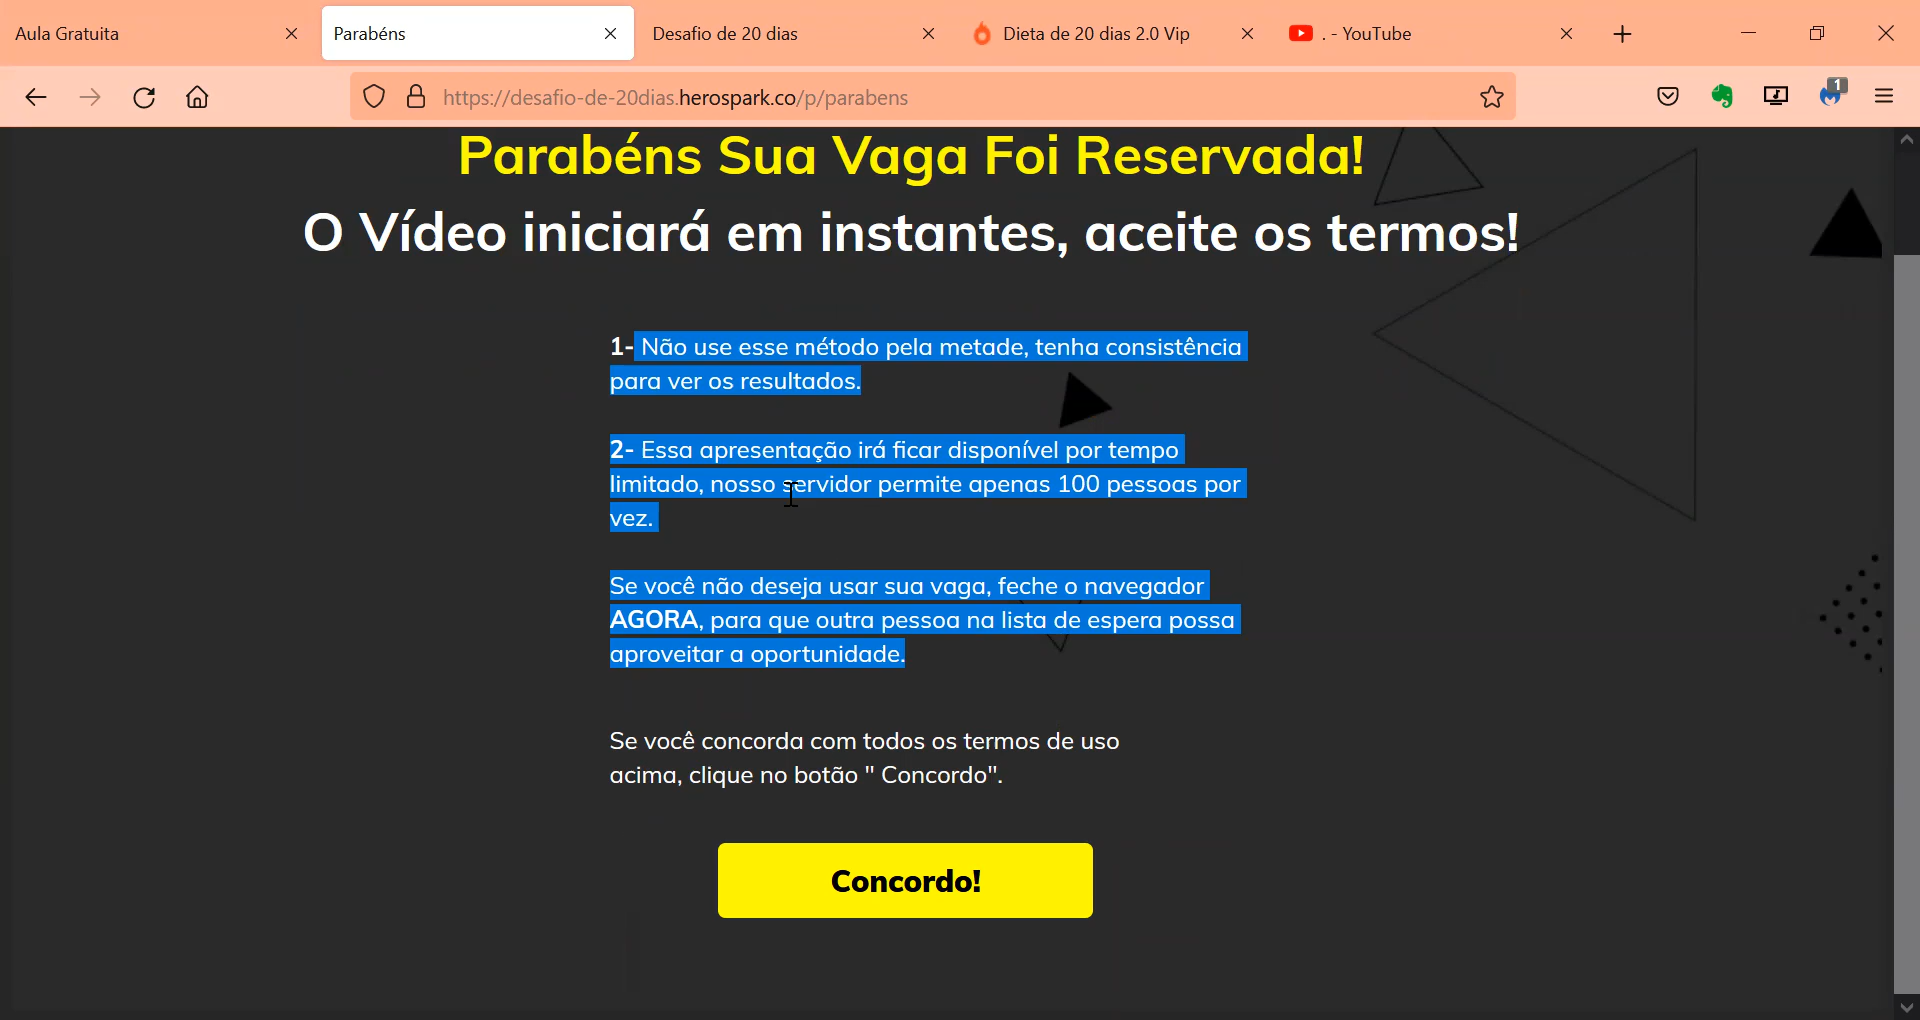 Aula Gratuita
Parabéns
Desafio de 20 dias
Dieta de 20 dias 2.0 Vip
. - YouTube
https://desafio-de-20dias.herospark.co/p/parabens
1
Parabéns Sua Vaga Foi Reservada!
O Vídeo iniciará em instantes, aceite os termos!
1- Não use esse método pela metade, tenha consistência
para ver os resultados.
2- Essa apresentação irá ficar disponível por tempo
limitado, nosso servidor permite apenas 100 pessoas por
vez.
Se você não deseja usar sua vaga, feche o navegador
AGORA, para que outra pessoa na lista de espera possa
aproveitar a oportunidade.
Se você concorda com todos os termos de uso
acima, clique no botão " Concordo".
Concordo!